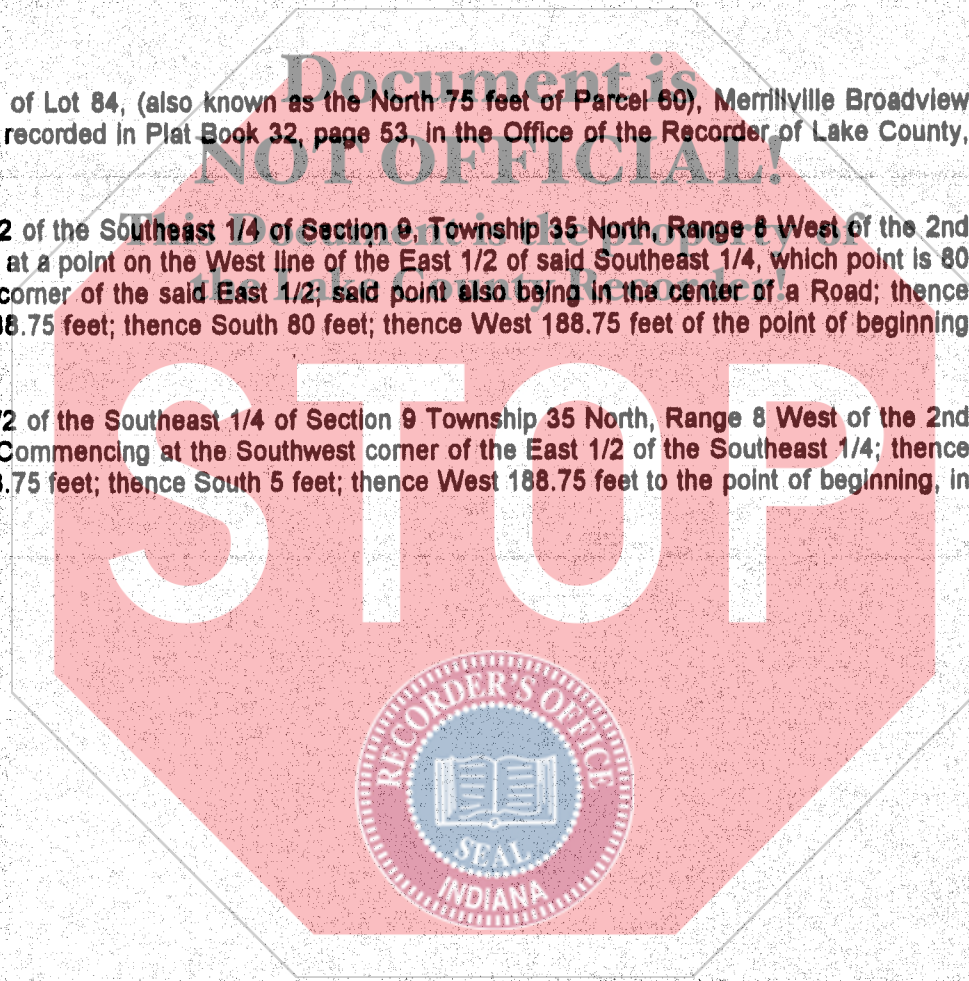 Document is
of Lot 84, (also known as the North 75 feet of Parcel 60), Merrillville Broadview
recorded in Plat Book 32, page 53, in the Office of the Recorder of Lake County,
NOT OFFICIAL!
2 of the Southeast 1/4 of Section 9, Township 35 North, Range 8 West of the 2nd
This Document is the property of
at a point on the West line of the East 1/2 of said Southeast 1/4, which point is 80
the Lake County Recorder!
corner of the said East 1/2; said point also being in the center of a Road; thence
8.75 feet; thence South 80 feet; thence West 188.75 feet of the point of beginning
/2 of the Southeast 1/4 of Section 9 Township 35 North, Range 8 West of the 2nd
Commencing at the Southwest corner of the East 1/2 of the Southeast 1/4; thence
.75 feet; thence South 5 feet; thence West 188.75 feet to the point of beginning, in
STOP
RECORDER'S OFFICE
SEAL
INDIANA